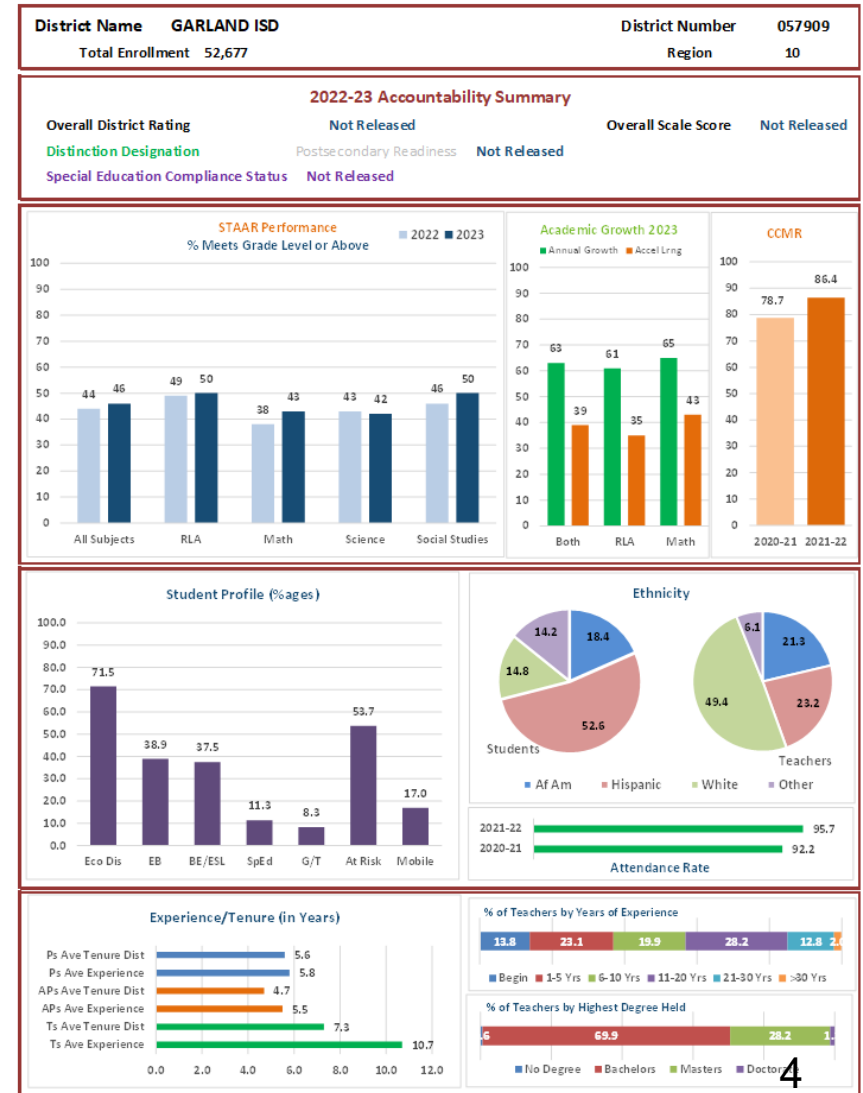 District Name GARLAND ISD District Number 057909
Total Enrollment 52,677 Region 10
2022-23 Accountability Summary
Overall District Rating Not Released Overall Scale Score Not Released
Distinction Designation Postsecondary Readiness Not Released
Special Education Compliance Status Not Released
STAAR Performance
% Meets Grade Level or Above
2022 2023
100
90
80
70
60
50
40
30
20
10
0
44 46 49 50 38 43 43 42 46 50
All Subjects RLA Math Science Social Studies
Academic Growth 2023
Annual Growth Accel Lrng
100
90
80
70
60
50
40
30
20
10
0
63 39 61 35 65 43
Both RLA Math
CCMR
100
90
80
70
60
50
40
30
20
10
0
78.7 86.4
2020-21 2021-22
Student Profile (%ages)
100.0
90.0
80.0
70.0
60.0
50.0
40.0
30.0
20.0
10.0
0.0
71.5 38.9 37.5 11.3 8.3 53.7 17.0
Eco Dis EB BE/ESL SpEd G/T At Risk Mobile
Ethnicity
14.2 18.4
14.8
52.6
Students
6.1 21.3
49.4 23.2
Teachers
Af Am Hispanic White Other
2021-22 95.7
2020-21 92.2
Attendance Rate
Experience/Tenure (in Years)
Ps Ave Tenure Dist 5.6
Ps Ave Experience 5.8
APs Ave Tenure Dist 4.7
APs Ave Experience 5.5
Ts Ave Tenure Dist 7.3
Ts Ave Experience 10.7
0.0 2.0 4.0 6.0 8.0 10.0 12.0
% of Teachers by Years of Experience
13.8 23.1 19.9 28.2 12.8
Begin 1-5 Yrs 6-10 Yrs 11-20 Yrs 21-30 Yrs >30 Yrs
% of Teachers by Highest Degree Held
.6 69.9 28.2 1.
No Degree Bachelors Masters Doctorate
4